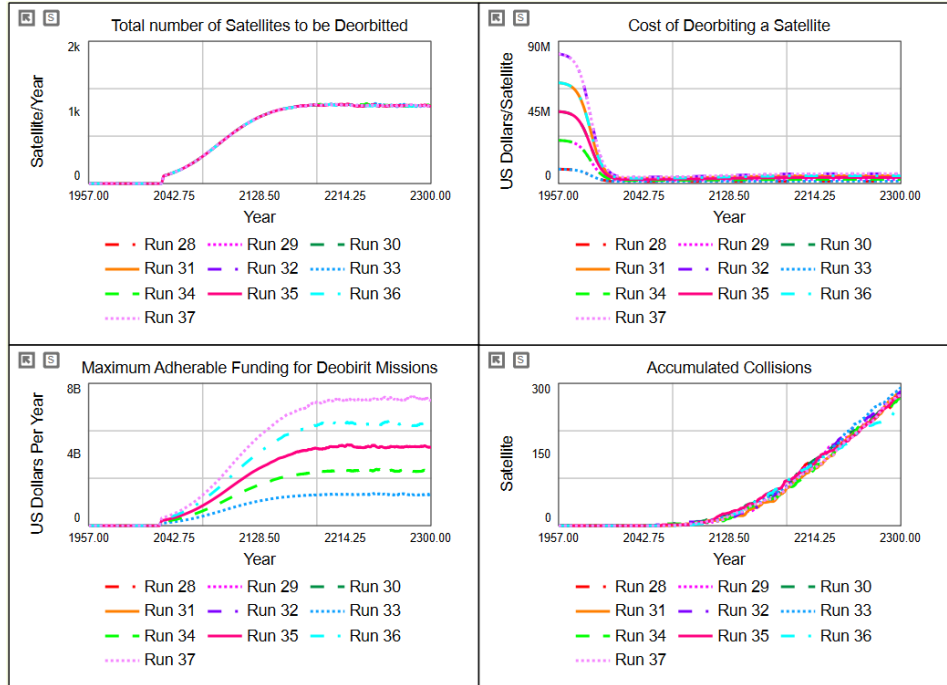 S
Total number of Satellites to be Deorbitted
2k
1k
0
Satellite/Year
1957.00 2042.75 2128.50 2214.25 2300.00
Year
Run 28 Run 29 Run 30
Run 31 Run 32 Run 33
Run 34 Run 35 Run 36
Run 37
S
Cost of Deorbiting a Satellite
90M
45M
0
US Dollars/Satellite
1957.00 2042.75 2128.50 2214.25 2300.00
Year
Run 28 Run 29 Run 30
Run 31 Run 32 Run 33
Run 34 Run 35 Run 36
Run 37
S
Maximum Adherable Funding for Deobirit Missions
8B
4B
0
US Dollars Per Year
1957.00 2042.75 2128.50 2214.25 2300.00
Year
Run 28 Run 29 Run 30
Run 31 Run 32 Run 33
Run 34 Run 35 Run 36
Run 37
S
Accumulated Collisions
300
150
0
Satellite
1957.00 2042.75 2128.50 2214.25 2300.00
Year
Run 28 Run 29 Run 30
Run 31 Run 32 Run 33
Run 34 Run 35 Run 36
Run 37